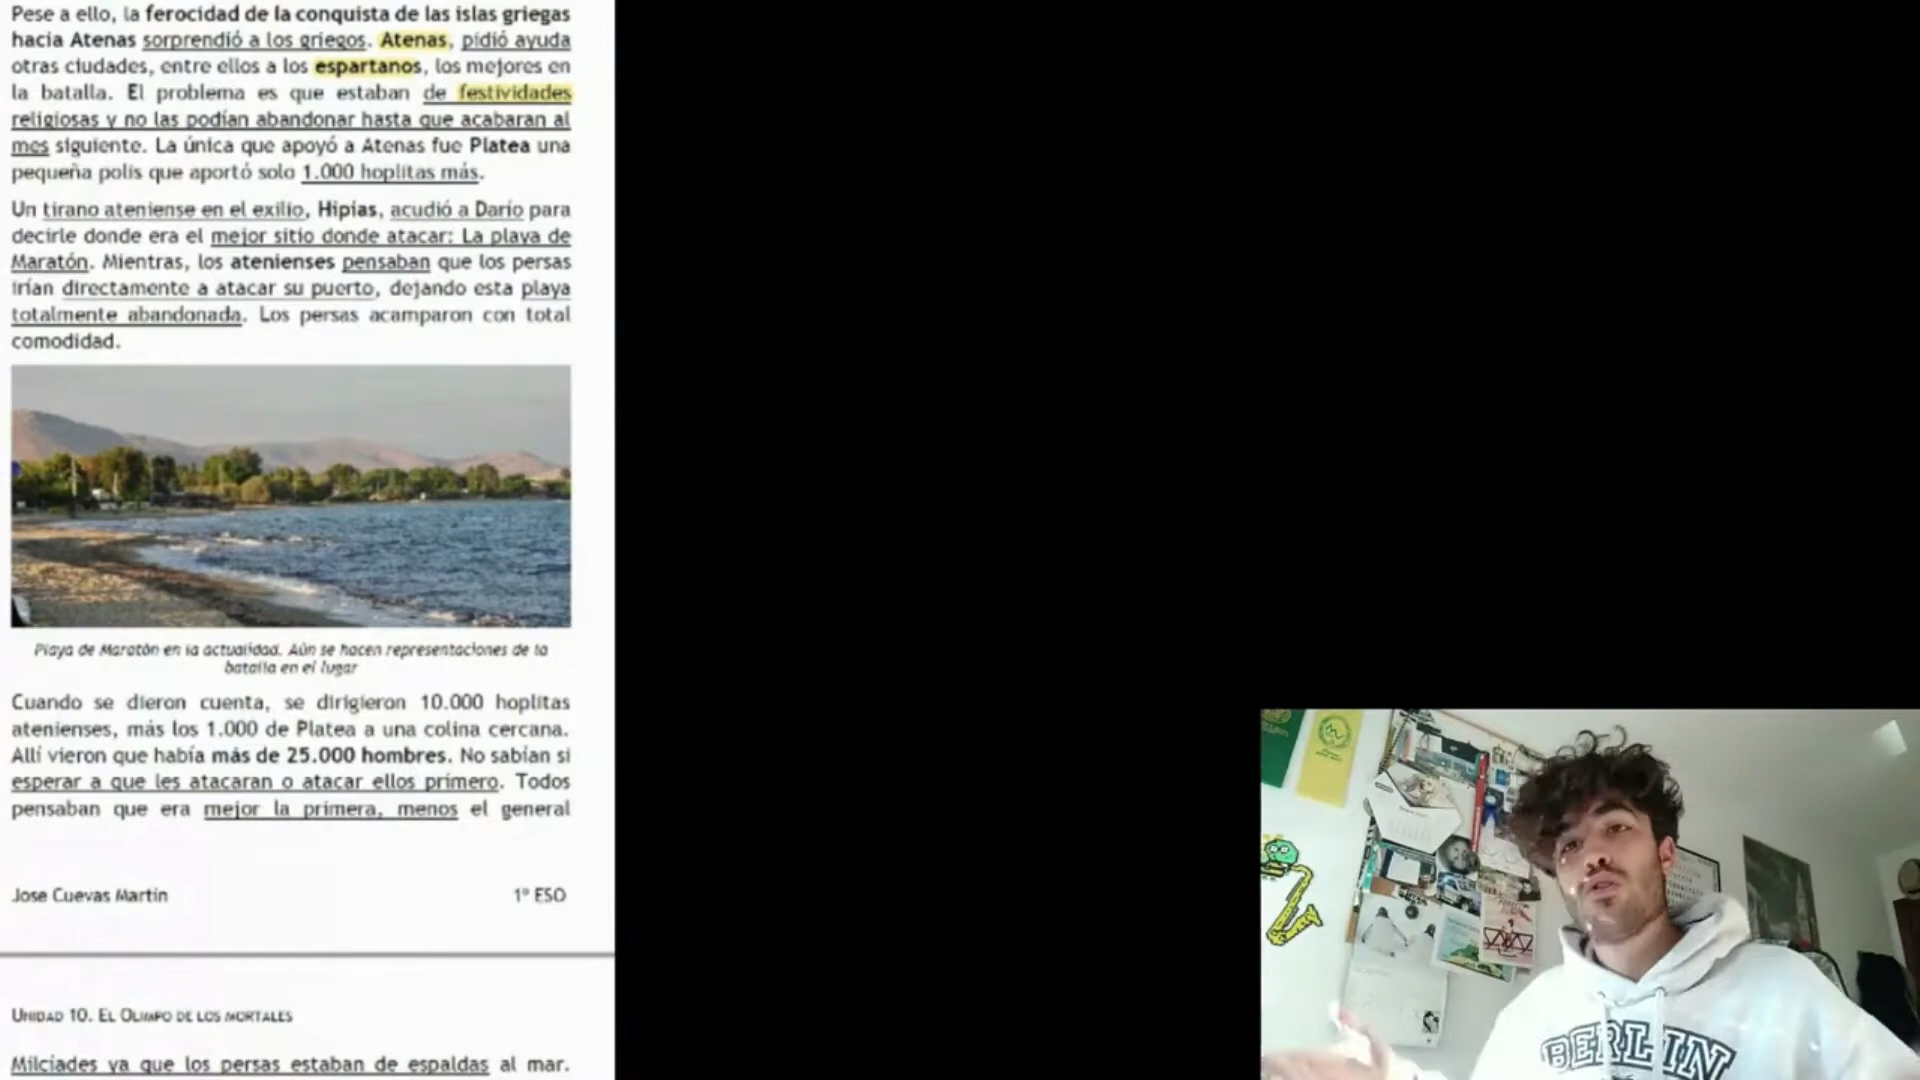 Pese a ello, la ferocidad de la conquista de las islas griegas
hacia Atenas sorprendió a los griegos. Atenas, pidió ayuda
otras ciudades, entre ellos a los espartanos, los mejores en
la batalla. El problema es que estaban de festividades
religiosas y no las podían abandonar hasta que acabaran al
mes siguiente. La única que apoyó a Atenas fue Platea una
pequeña polis que aportó solo 1.000 hoplitas más.
Un tirano ateniense en el exilio, Hipias, acudió a Darío para
decirle donde era el mejor sitio donde atacar: La playa de
Maratón. Mientras, los atenienses pensaban que los persas
irían directamente a atacar su puerto, dejando esta playa
totalmente abandonada. Los persas acamparon con total
comodidad.
Playa de Maratón en la actualidad. Aún se hacen representaciones de la
batalla en el lugar
Cuando se dieron cuenta, se dirigieron 10.000 hoplitas
atenienses, más los 1.000 de Platea a una colina cercana.
Allí vieron que había más de 25.000 hombres. No sabían si
esperar a que les atacaran o atacar ellos primero. Todos
pensaban que era mejor la primera, menos el general
Jose Cuevas Martín 1º ESO
UNIDAD 10. EL OLIMPO DE LOS MORTALES
Milcíades ya que los persas estaban de espaldas al mar.
BERLIN